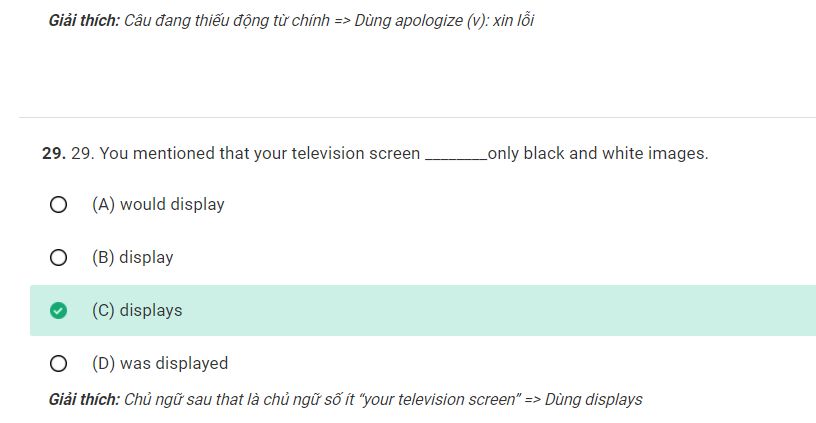 Giải thích: Câu đang thiếu động từ chính => Dùng apologize (v): xin lỗi
29. 29. You mentioned that your television screen ________only black and white images.
(A) would display
(B) display
(C) displays
(D) was displayed
Giải thích: Chủ ngữ sau that là chủ ngữ số ít “your television screen” => Dùng displays